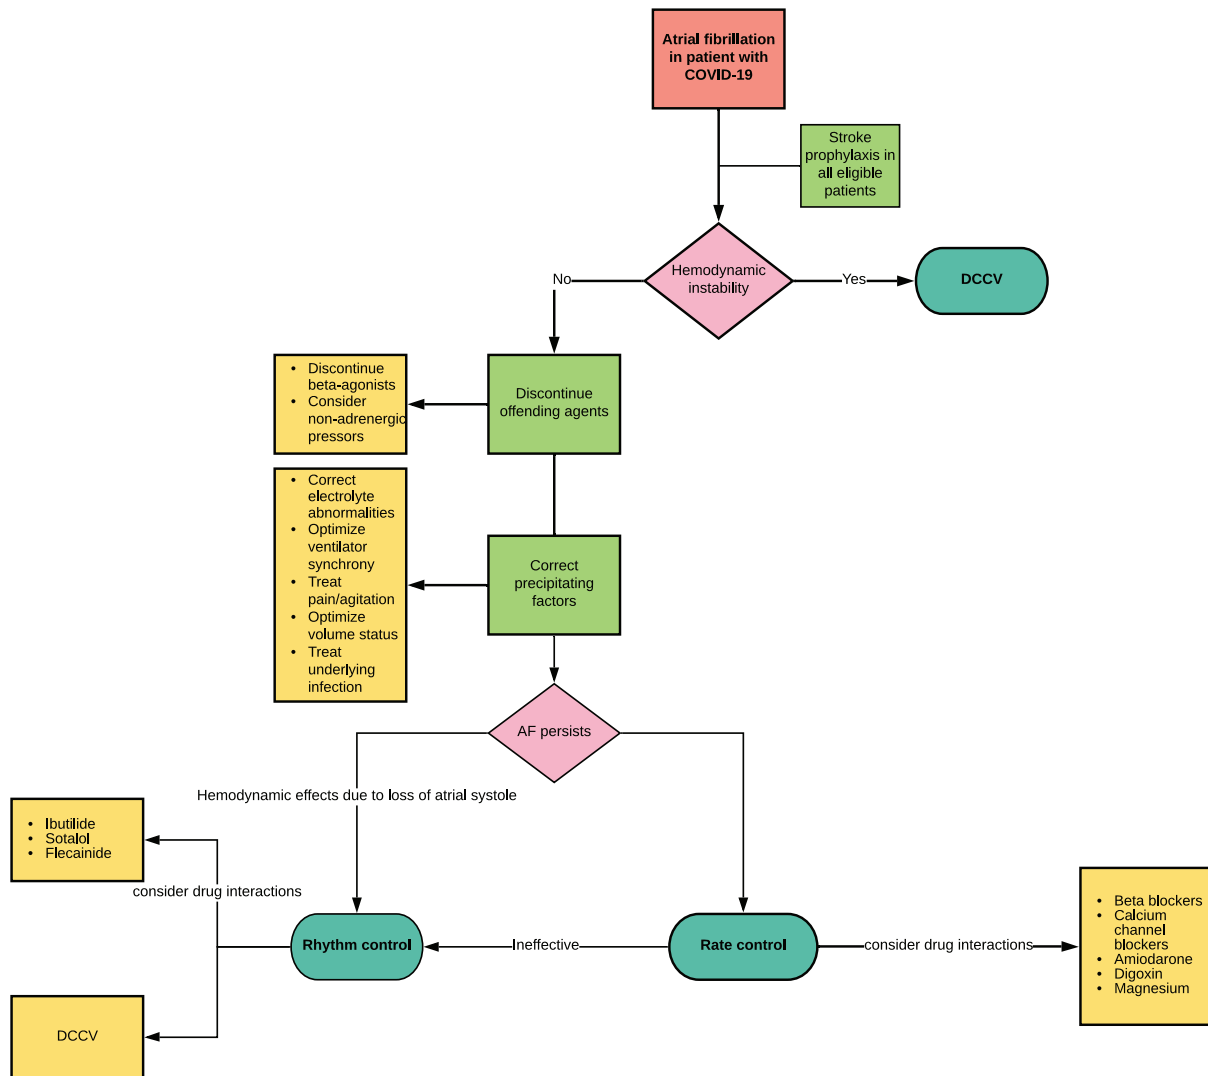 Atrial fibrillation
in patient with
COVID-19
Stroke
prophylaxis in
all eligible
patients
Hemodynamic
instability
No
Yes
DCCV
• Discontinue
beta-agonists
• Consider
non-adrenergic
pressors
Discontinue
offending agents
• Correct
electrolyte
abnormalities
• Optimize
ventilator
synchrony
• Treat
pain/agitation
• Optimize
volume status
• Treat
underlying
infection
Correct
precipitating
factors
AF persists
Hemodynamic effects due to loss of atrial systole
• Ibutilide
• Sotalol
• Flecainide
consider drug interactions
Rhythm control
Ineffective
Rate control
consider drug interactions
• Beta blockers
• Calcium
channel
blockers
• Amiodarone
• Digoxin
• Magnesium
DCCV